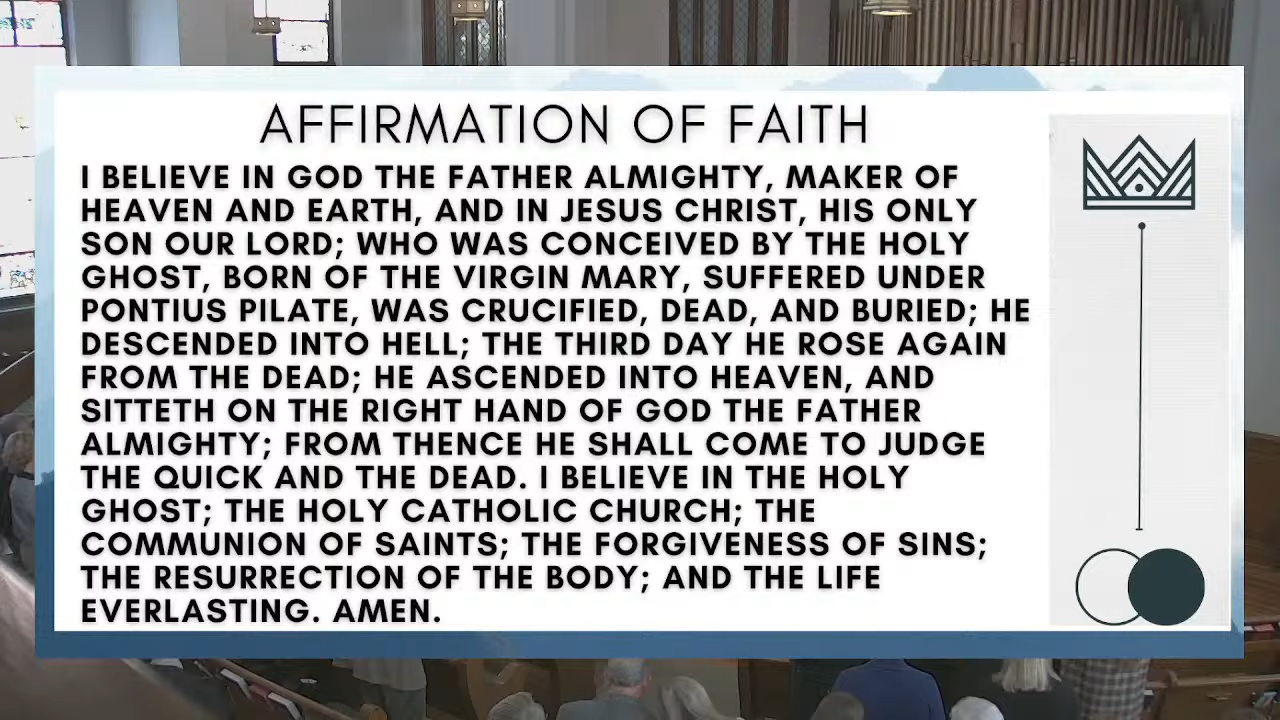 AFFIRMATION OF FAITH
I BELIEVE IN GOD THE FATHER ALMIGHTY, MAKER OF
HEAVEN AND EARTH, AND IN JESUS CHRIST, HIS ONLY
SON OUR LORD; WHO WAS CONCEIVED BY THE HOLY
GHOST, BORN OF THE VIRGIN MARY, SUFFERED UNDER
PONTIUS PILATE, WAS CRUCIFIED, DEAD, AND BURIED; HE
DESCENDED INTO HELL; THE THIRD DAY HE ROSE AGAIN
FROM THE DEAD; HE ASCENDED INTO HEAVEN, AND
SITTETH ON THE RIGHT HAND OF GOD THE FATHER
ALMIGHTY; FROM THENCE HE SHALL COME TO JUDGE
THE QUICK AND THE DEAD. I BELIEVE IN THE HOLY
GHOST; THE HOLY CATHOLIC CHURCH; THE
COMMUNION OF SAINTS; THE FORGIVENESS OF SINS;
THE RESURRECTION OF THE BODY; AND THE LIFE
EVERLASTING. AMEN.